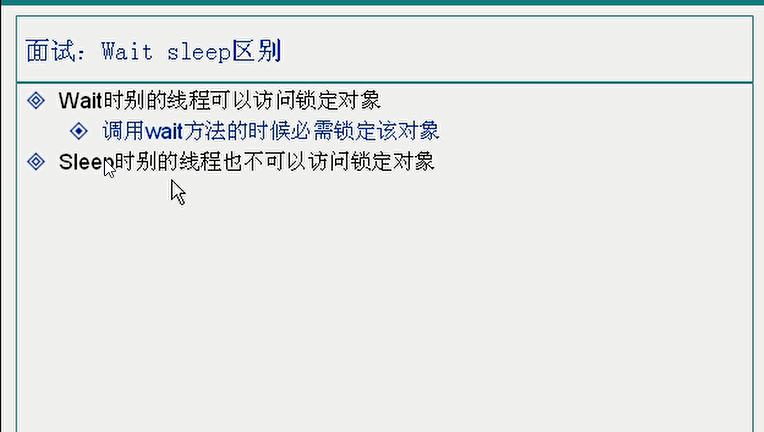 面试：Wait sleep区别
Wait时别的线程可以访问锁定对象
调用wait方法的时候必需锁定该对象
Sleep时别的线程也不可以访问锁定对象